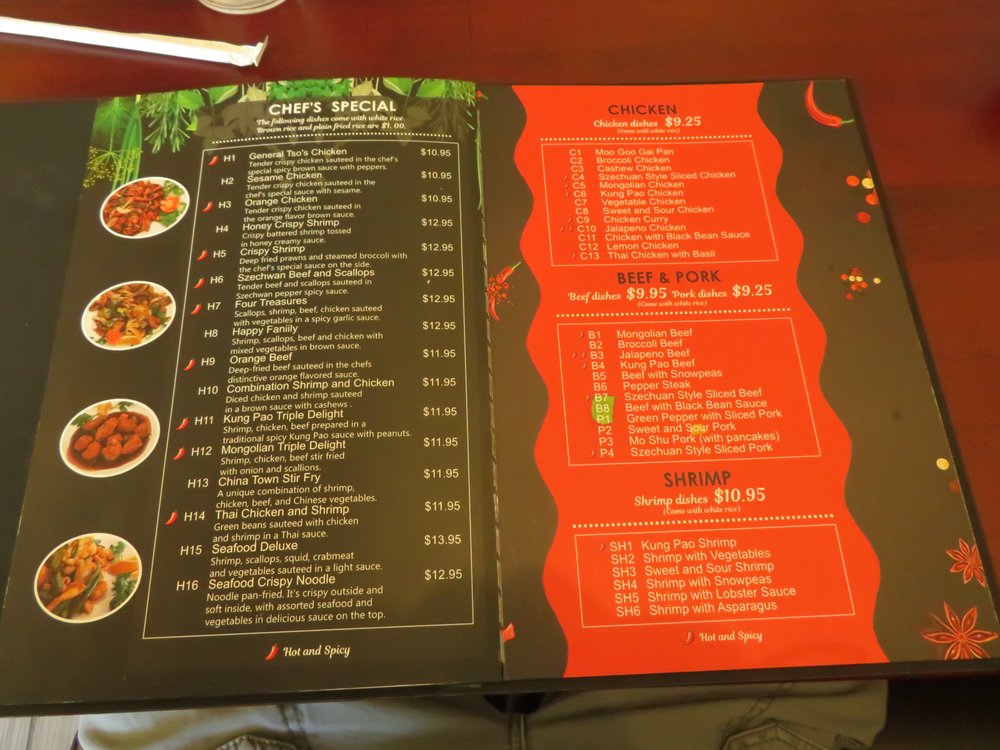 CHEF'S SPECIAL
The following dishes come with white rice.
Brown rice and plain fried rice are $1.00.
H1 General Tso's Chicken $10.95
Tender crispy chicken sauteed in the chef's
special spicy brown sauce with peppers.
H2 Sesame Chicken $10.95
Tender crispy chicken sauteed in the
chef's special sauce with sesame.
H3 Orange Chicken $10.95
Tender crispy chicken sauteed in
the orange flavor brown sauce.
H4 Honey Crispy Shrimp $12.95
Crispy battered shrimp tossed
in honey creamy sauce.
H5 Crispy Shrimp $12.95
Deep fried prawns and steamed broccoli with
the chef's special sauce on the side.
H6 Szechwan Beef and Scallops $12.95
Tender beef and scallops sauteed in
Szechwan pepper spicy sauce.
H7 Four Treasures $12.95
Scallops, shrimp, beef, chicken sauteed
with vegetables in a spicy garlic sauce.
H8 Happy Faniily $12.95
Shrimp, scallops, beef and chicken with
mixed vegetables in brown sauce.
H9 Orange Beef $11.95
Deep-fried beef sauteed in the chefs
distinctive orange flavored sauce.
H10 Combination Shrimp and Chicken $11.95
Diced chicken and shrimp sauteed
in a brown sauce with cashews .
H11 Kung Pao Triple Delight $11.95
Shrimp, chicken, beef prepared in a
traditional spicy Kung Pao sauce with peanuts.
H12 Mongolian Triple Delight $11.95
Shrimp, chicken, beef stir fried
with onion and scallions.
H13 China Town Stir Fry $11.95
A unique combination of shrimp,
chicken, beef, and Chinese vegetables.
H14 Thai Chicken and Shrimp $11.95
Green beans sauteed with chicken
and shrimp in a Thai sauce.
H15 Seafood Deluxe $13.95
Shrimp, scallops, squid, crabmeat
and vegetables sauteed in a light sauce.
H16 Seafood Crispy Noodle $12.95
Noodle pan-fried. It's crispy outside and
soft inside, with assorted seafood and
vegetables in delicious sauce on the top.
Hot and Spicy
CHICKEN
Chicken dishes $9.25
(Come with white rice)
C1 Moo Goo Gai Pan
C2 Broccoli Chicken
C3 Cashew Chicken
C4 Szechuan Style Sliced Chicken
C5 Mongolian Chicken
C6 Kung Pao Chicken
C7 Vegetable Chicken
C8 Sweet and Sour Chicken
C9 Chicken Curry
C10 Jalapeno Chicken
C11 Chicken with Black Bean Sauce
C12 Lemon Chicken
C13 Thai Chicken with Basil
BEEF & PORK
Beef dishes $9.95 Pork dishes $9.25
(Come with white rice)
B1 Mongolian Beef
B2 Broccoli Beef
B3 Jalapeno Beef
B4 Kung Pao Beef
B5 Beef with Snowpeas
B6 Pepper Steak
B7 Szechuan Style Sliced Beef
B8 Beef with Black Bean Sauce
P1 Green Pepper with Sliced Pork
P2 Sweet and Sour Pork
P3 Mo Shu Pork (with pancakes)
P4 Szechuan Style Sliced Pork
SHRIMP
Shrimp dishes $10.95
(Come with white rice)
SH1 Kung Pao Shrimp
SH2 Shrimp with Vegetables
SH3 Sweet and Sour Shrimp
SH4 Shrimp with Snowpeas
SH5 Shrimp with Lobster Sauce
SH6 Shrimp with Asparagus
Hot and Spicy